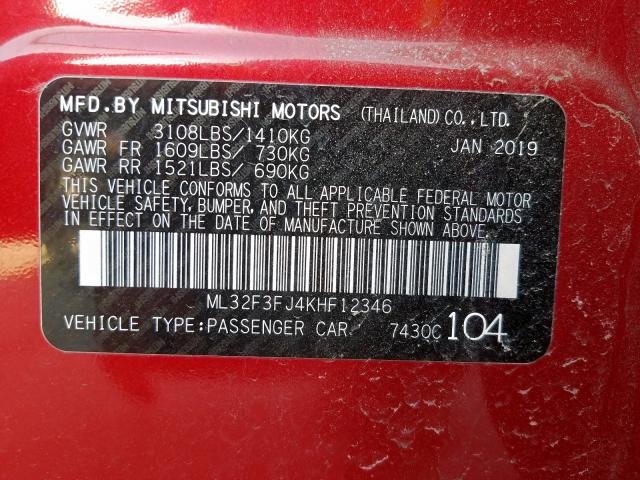 MFD.BY MITSUBISHI MOTORS (THAILAND) CO.,LTD.
GVWR 3108LBS/1410KG JAN 2019
GAWR FR 1609LBS/ 730KG
GAWR RR 1521LBS/ 690KG
THIS VEHICLE CONFORMS TO ALL APPLICABLE FEDERAL MOTOR
VEHICLE SAFETY, BUMPER, AND THEFT PREVENTION STANDARDS
IN EFFECT ON THE DATE OF MANUFACTURE SHOWN ABOVE.
ML32F3FJ4KHF12346
VEHICLE TYPE:PASSENGER CAR 7430C 104